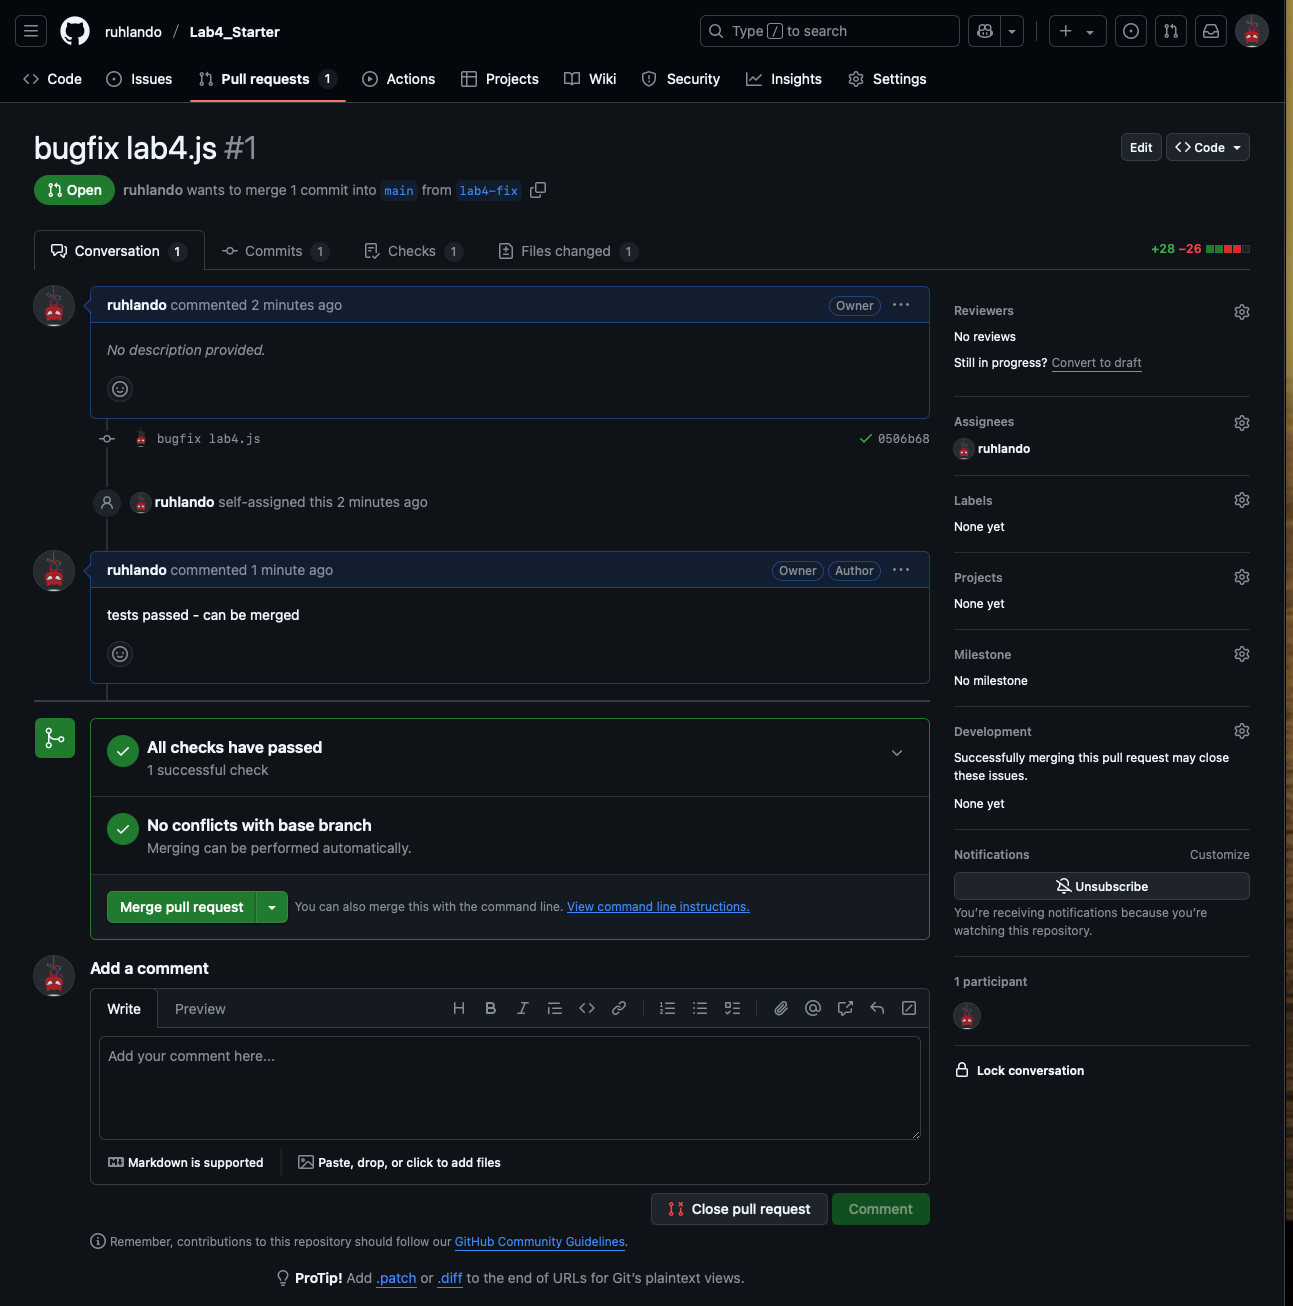 ruhlando / Lab4_Starter
Type / to search
Code
Issues
Pull requests 1
Actions
Projects
Wiki
Security
Insights
Settings
bugfix lab4.js #1
Edit
Code
Open
ruhlando wants to merge 1 commit into main from lab4-fix
Conversation 1
Commits 1
Checks 1
Files changed 1
+28 −26
ruhlando commented 2 minutes ago
Owner
No description provided.
bugfix lab4.js
0506b68
ruhlando self-assigned this 2 minutes ago
ruhlando commented 1 minute ago
Owner
Author
tests passed - can be merged
All checks have passed
1 successful check
No conflicts with base branch
Merging can be performed automatically.
Merge pull request
You can also merge this with the command line. View command line instructions.
Add a comment
Write
Preview
Add your comment here...
Markdown is supported
Paste, drop, or click to add files
Close pull request
Comment
Remember, contributions to this repository should follow our GitHub Community Guidelines.
ProTip! Add .patch or .diff to the end of URLs for Git's plaintext views.
Reviewers
No reviews
Still in progress? Convert to draft
Assignees
ruhlando
Labels
None yet
Projects
None yet
Milestone
No milestone
Development
Successfully merging this pull request may close
these issues.
None yet
Notifications
Customize
Unsubscribe
You're receiving notifications because you're
watching this repository.
1 participant
Lock conversation